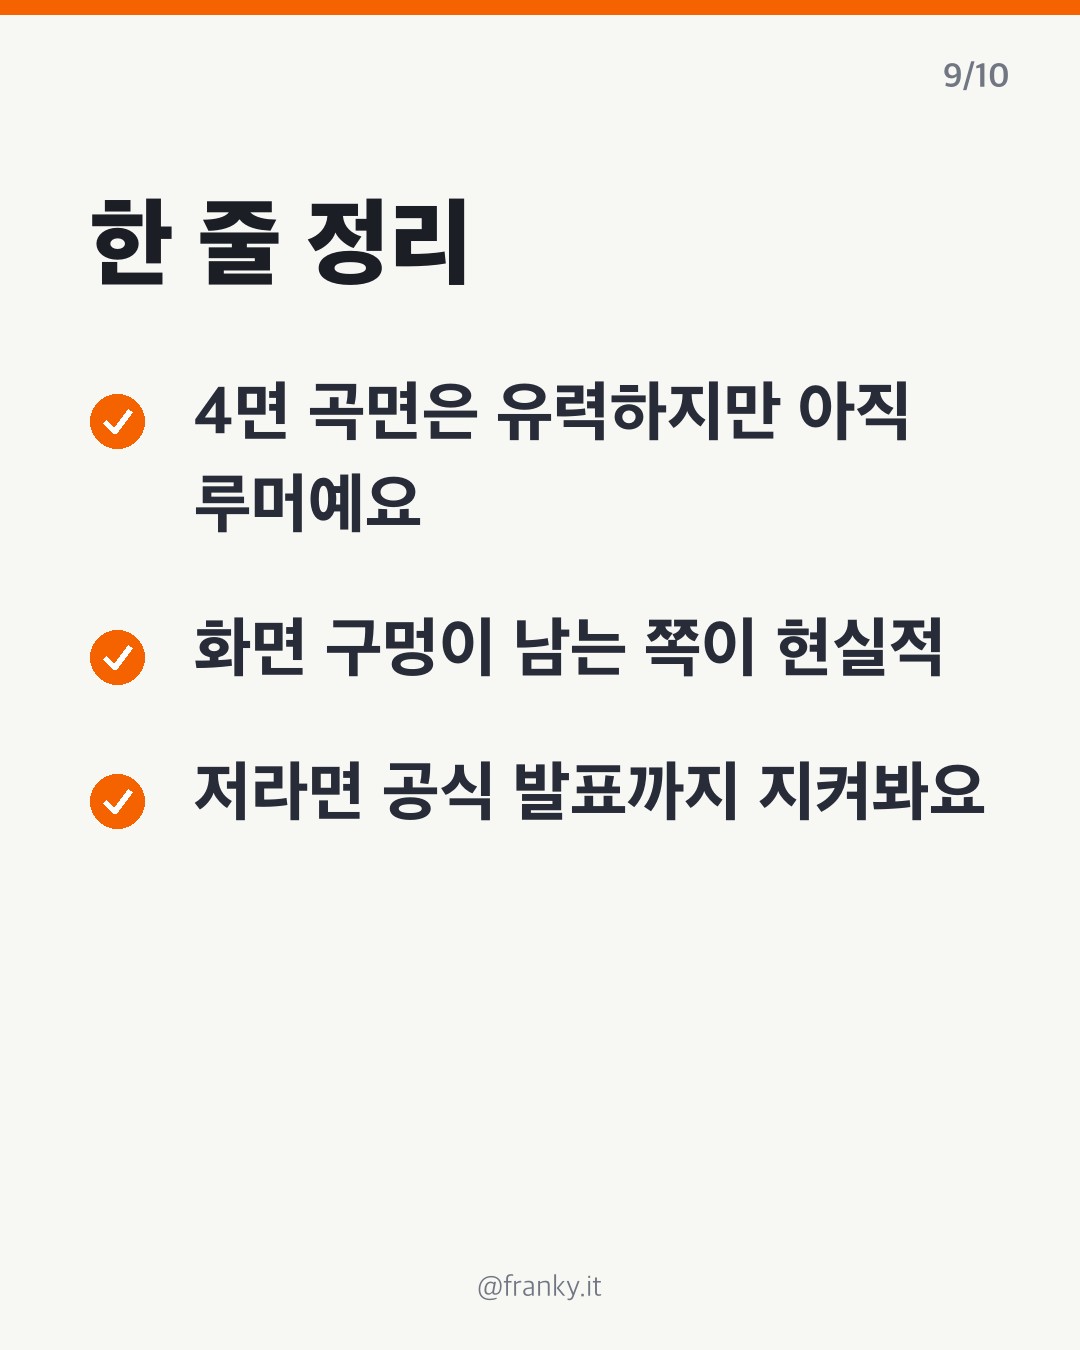 9/10
한 줄 정리
4면 곡면은 유력하지만 아직
루머예요
화면 구멍이 남는 쪽이 현실적
저라면 공식 발표까지 지켜봐요
@franky.it